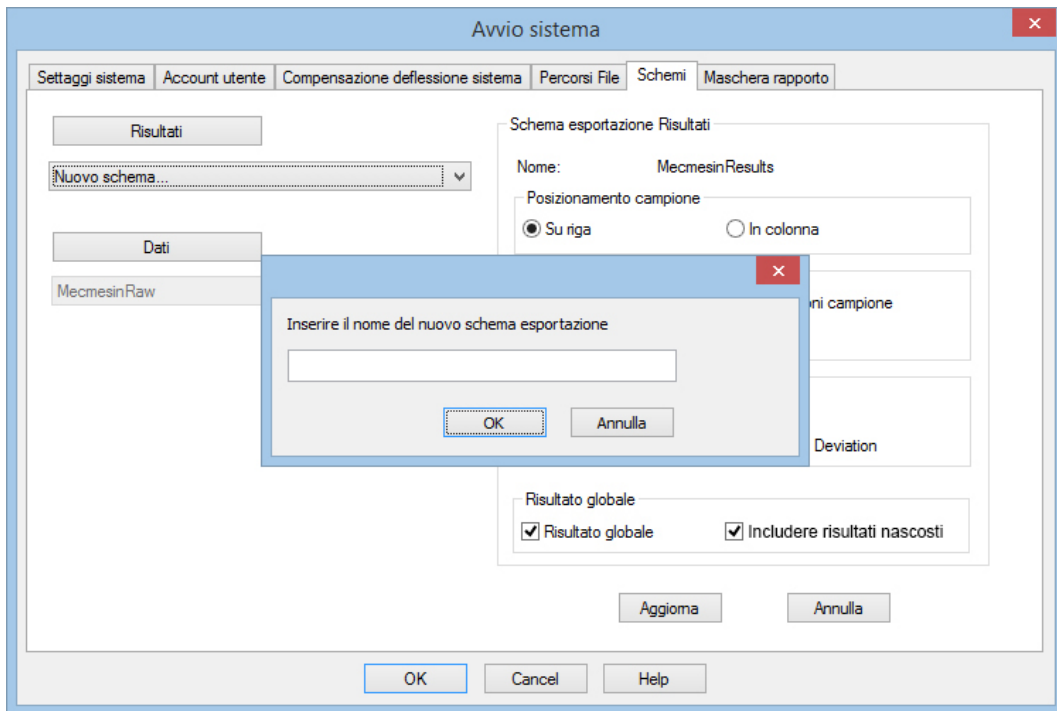 Avvio sistema
Settaggi sistema Account utente Compensazione deflessione sistema Percorsi File Schemi Maschera rapporto
Risultati
Nuovo schema...
Dati
MecmesinRaw
Schema esportazione Risultati
Nome: MecmesinResults
Posizionamento campione
Su riga In colonna
campione
Deviation
Inserire il nome del nuovo schema esportazione
OK Annulla
Risultato globale
Risultato globale Includere risultati nascosti
Aggiorna Annulla
OK Cancel Help